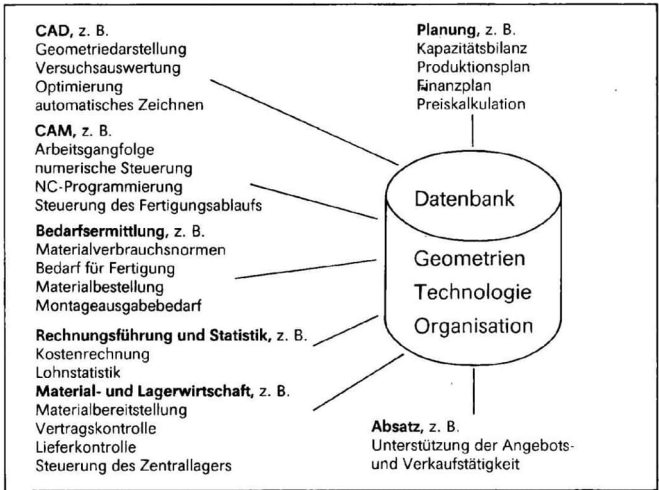 CAD, z. B.
Geometriedarstellung
Versuchsauswertung
Optimierung
automatisches Zeichnen
CAM, z. B.
Arbeitsgangfolge
numerische Steuerung
NC-Programmierung
Steuerung des Fertigungsablaufs
Bedarfsermittlung, z. B.
Materialverbrauchsnormen
Bedarf für Fertigung
Materialbestellung
Montageausgabebedarf
Rechnungsführung und Statistik, z. B.
Kostenrechnung
Lohnstatistik
Material- und Lagerwirtschaft, z. B.
Materialbereitstellung
Vertragskontrolle
Lieferkontrolle
Steuerung des Zentrallagers
Planung, z. B.
Kapazitätsbilanz
Produktionsplan
Finanzplan
Preiskalkulation
Datenbank
Geometrien
Technologie
Organisation
Absatz, z. B.
Unterstützung der Angebots-
und Verkaufstätigkeit